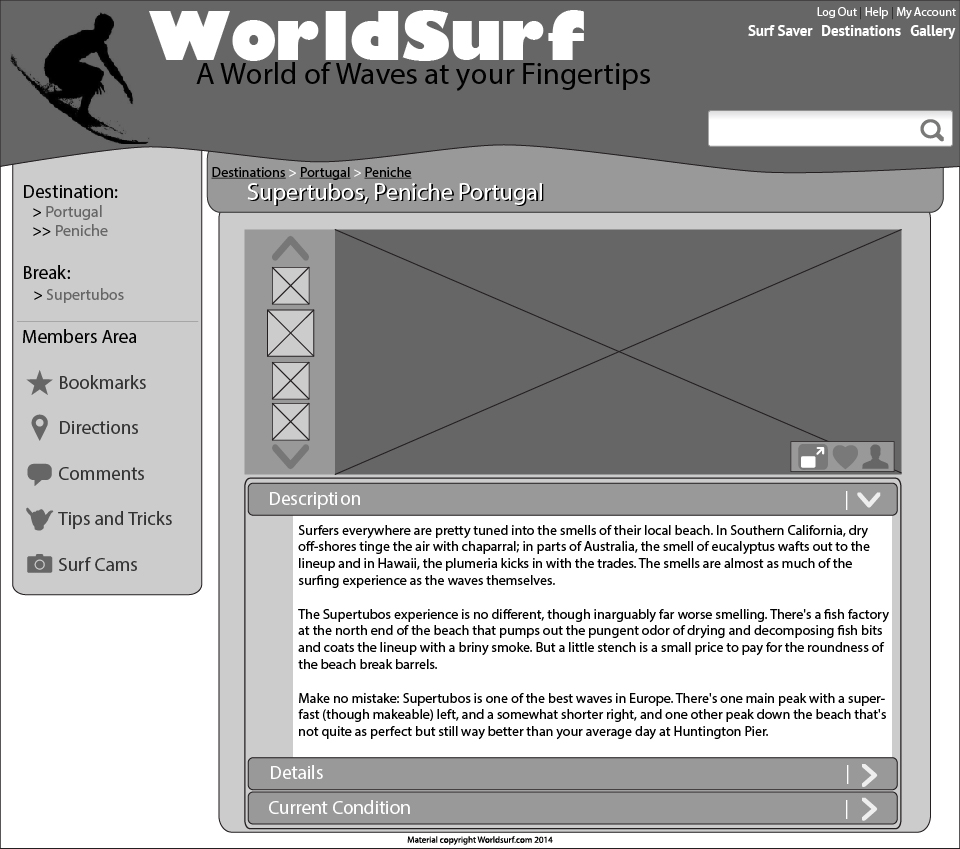 WorldSurf
A World of Waves at your Fingertips
Log Out | Help | My Account
Surf Saver Destinations Gallery
Destinations > Portugal > Peniche
Supertubos, Peniche Portugal
Destination:
> Portugal
>> Peniche
Break:
> Supertubos
Members Area
Bookmarks
Directions
Comments
Tips and Tricks
Surf Cams
Description |
Surfers everywhere are pretty tuned into the smells of their local beach. In Southern California, dry
off-shores tinge the air with chaparral; in parts of Australia, the smell of eucalyptus wafts out to the
lineup and in Hawaii, the plumeria kicks in with the trades. The smells are almost as much of the
surfing experience as the waves themselves.
The Supertubos experience is no different, though inarguably far worse smelling. There's a fish factory
at the north end of the beach that pumps out the pungent odor of drying and decomposing fish bits
and coats the lineup with a briny smoke. But a little stench is a small price to pay for the roundness of
the beach break barrels.
Make no mistake: Supertubos is one of the best waves in Europe. There's one main peak with a super-
fast (though makeable) left, and a somewhat shorter right, and one other peak down the beach that's
not quite as perfect but still way better than your average day at Huntington Pier.
Details |
Current Condition |
Material copyright Worldsurf.com 2014